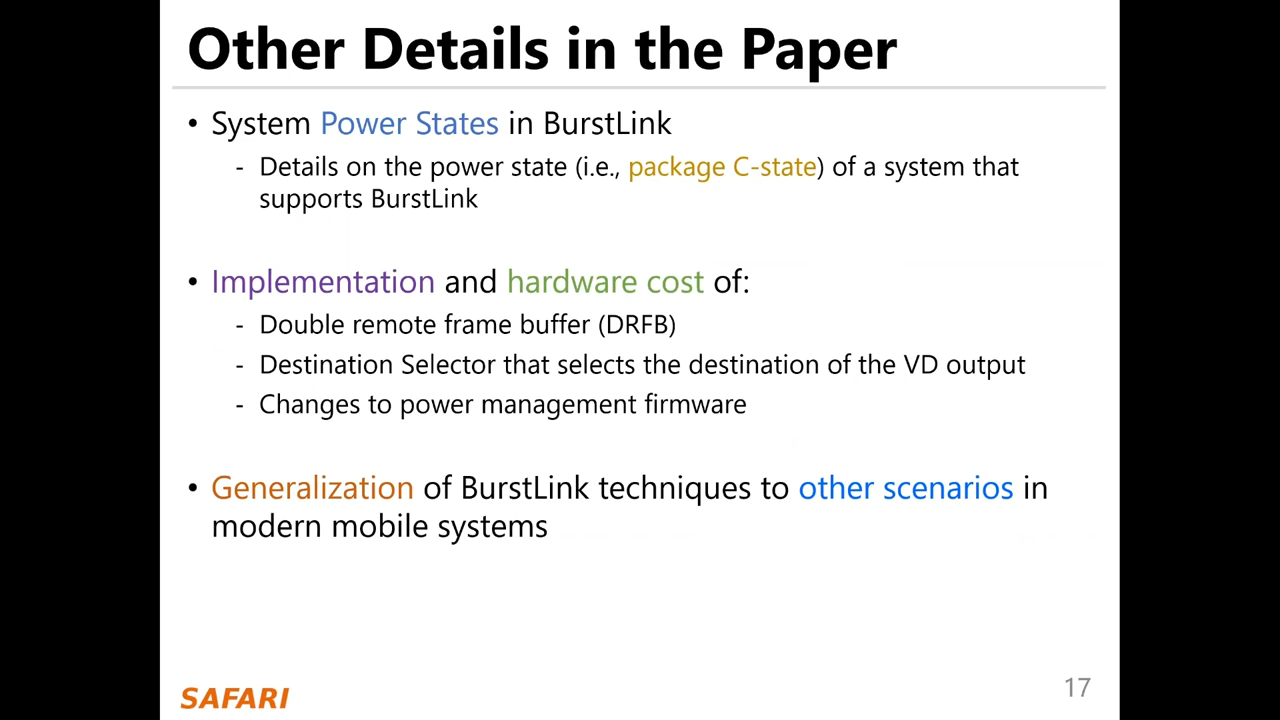 Other Details in the Paper
• System Power States in BurstLink
- Details on the power state (i.e., package C-state) of a system that
supports BurstLink
• Implementation and hardware cost of:
- Double remote frame buffer (DRFB)
- Destination Selector that selects the destination of the VD output
- Changes to power management firmware
• Generalization of BurstLink techniques to other scenarios in
modern mobile systems
SAFARI
17